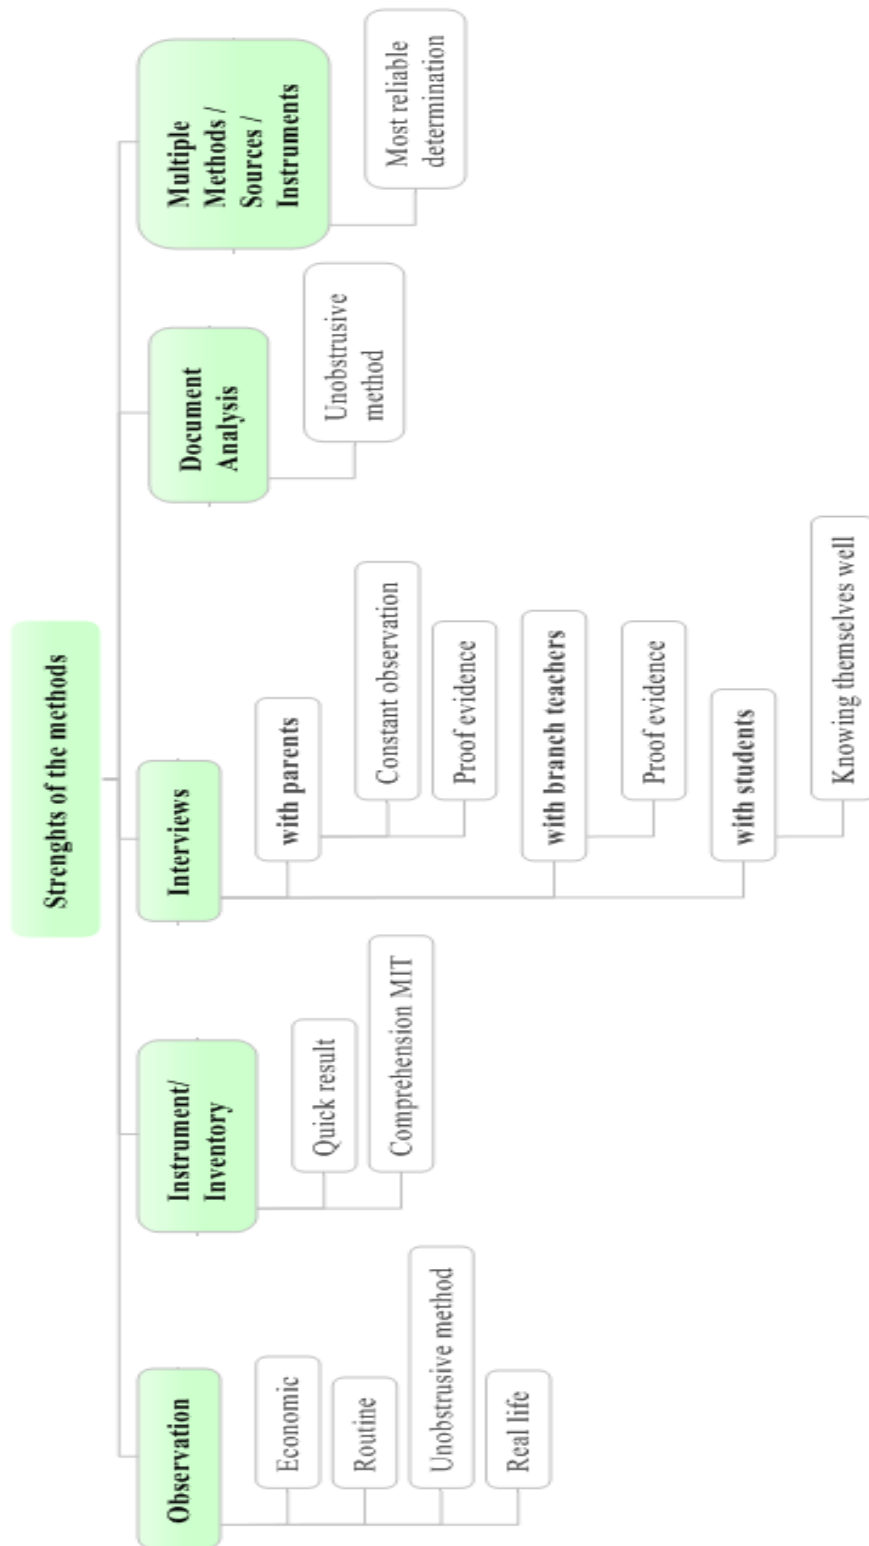 Strenghts of the methods
Observation
Economic
Routine
Unobstrusive method
Real life
Instrument/
Inventory
Quick result
Comprehension MIT
Interviews
with parents
Constant observation
Proof evidence
with branch teachers
Proof evidence
with students
Knowing themselves well
Document
Analysis
Unobstrusive
method
Multiple
Methods /
Sources /
Instruments
Most reliable
determination